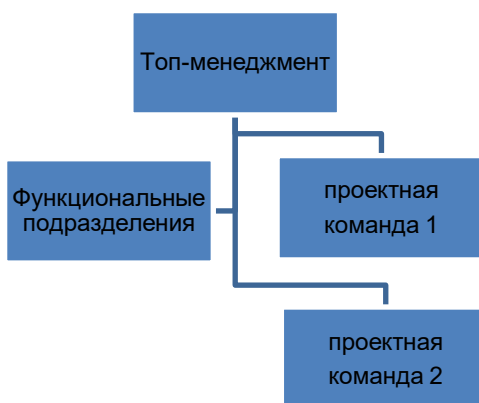 Топ-менеджмент
Функциональные
подразделения
проектная
команда 1
проектная
команда 2